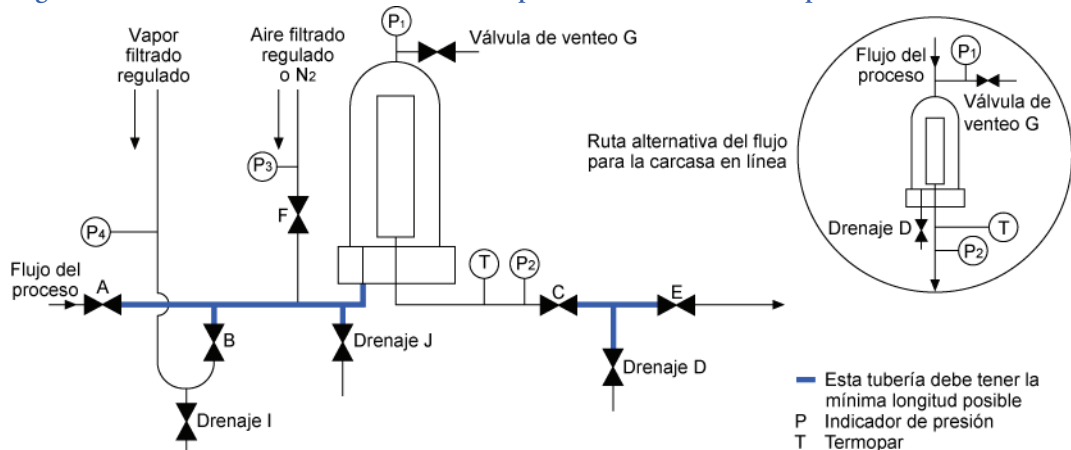 Vapor
filtrado
regulado
Aire filtrado
regulado
o N2
P1
Válvula de venteo G
P3
F
P4
Flujo del
proceso
A
B
Drenaje I
Drenaje J
T
P2
C
E
Drenaje D
Ruta alternativa del flujo
para la carcasa en línea
Flujo del
proceso
P1
Válvula de
venteo G
Drenaje D
T
P2
Esta tubería debe tener la
mínima longitud posible
P Indicador de presión
T Termopar